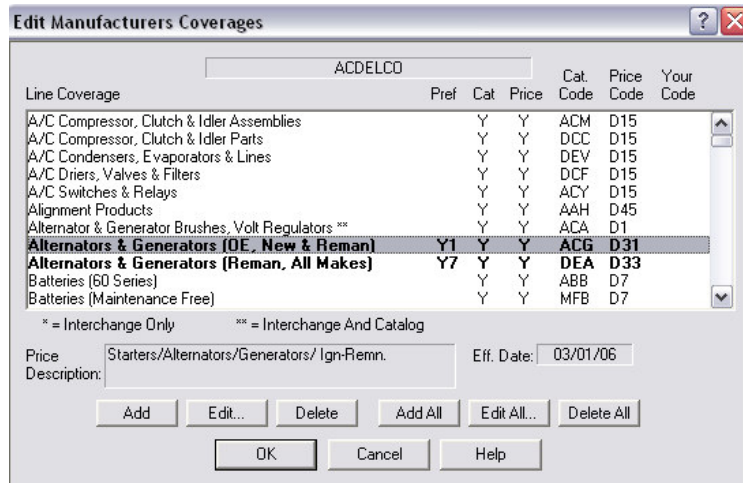 Edit Manufacturers Coverages
ACDELCO
Line Coverage Pref Cat Price Cat. Code Price Code Your Code
A/C Compressor, Clutch & Idler Assemblies Y Y ACM D15
A/C Compressor, Clutch & Idler Parts Y Y DCC D15
A/C Condensers, Evaporators & Lines Y Y DEV D15
A/C Driers, Valves & Filters Y Y DCF D15
A/C Switches & Relays Y Y ACY D15
Alignment Products Y Y AAH D45
Alternator & Generator Brushes, Volt Regulators ** Y Y ACA D1
Alternators & Generators (OE, New & Reman) Y1 Y Y ACG D31
Alternators & Generators (Reman, All Makes) Y7 Y Y DEA D33
Batteries (60 Series) Y Y ABB D7
Batteries (Maintenance Free) Y Y MFB D7
* = Interchange Only ** = Interchange And Catalog
Price Description: Starters/Alternators/Generators/ Ign-Remn. Eff. Date: 03/01/06
Add Edit... Delete Add All Edit All... Delete All
OK Cancel Help